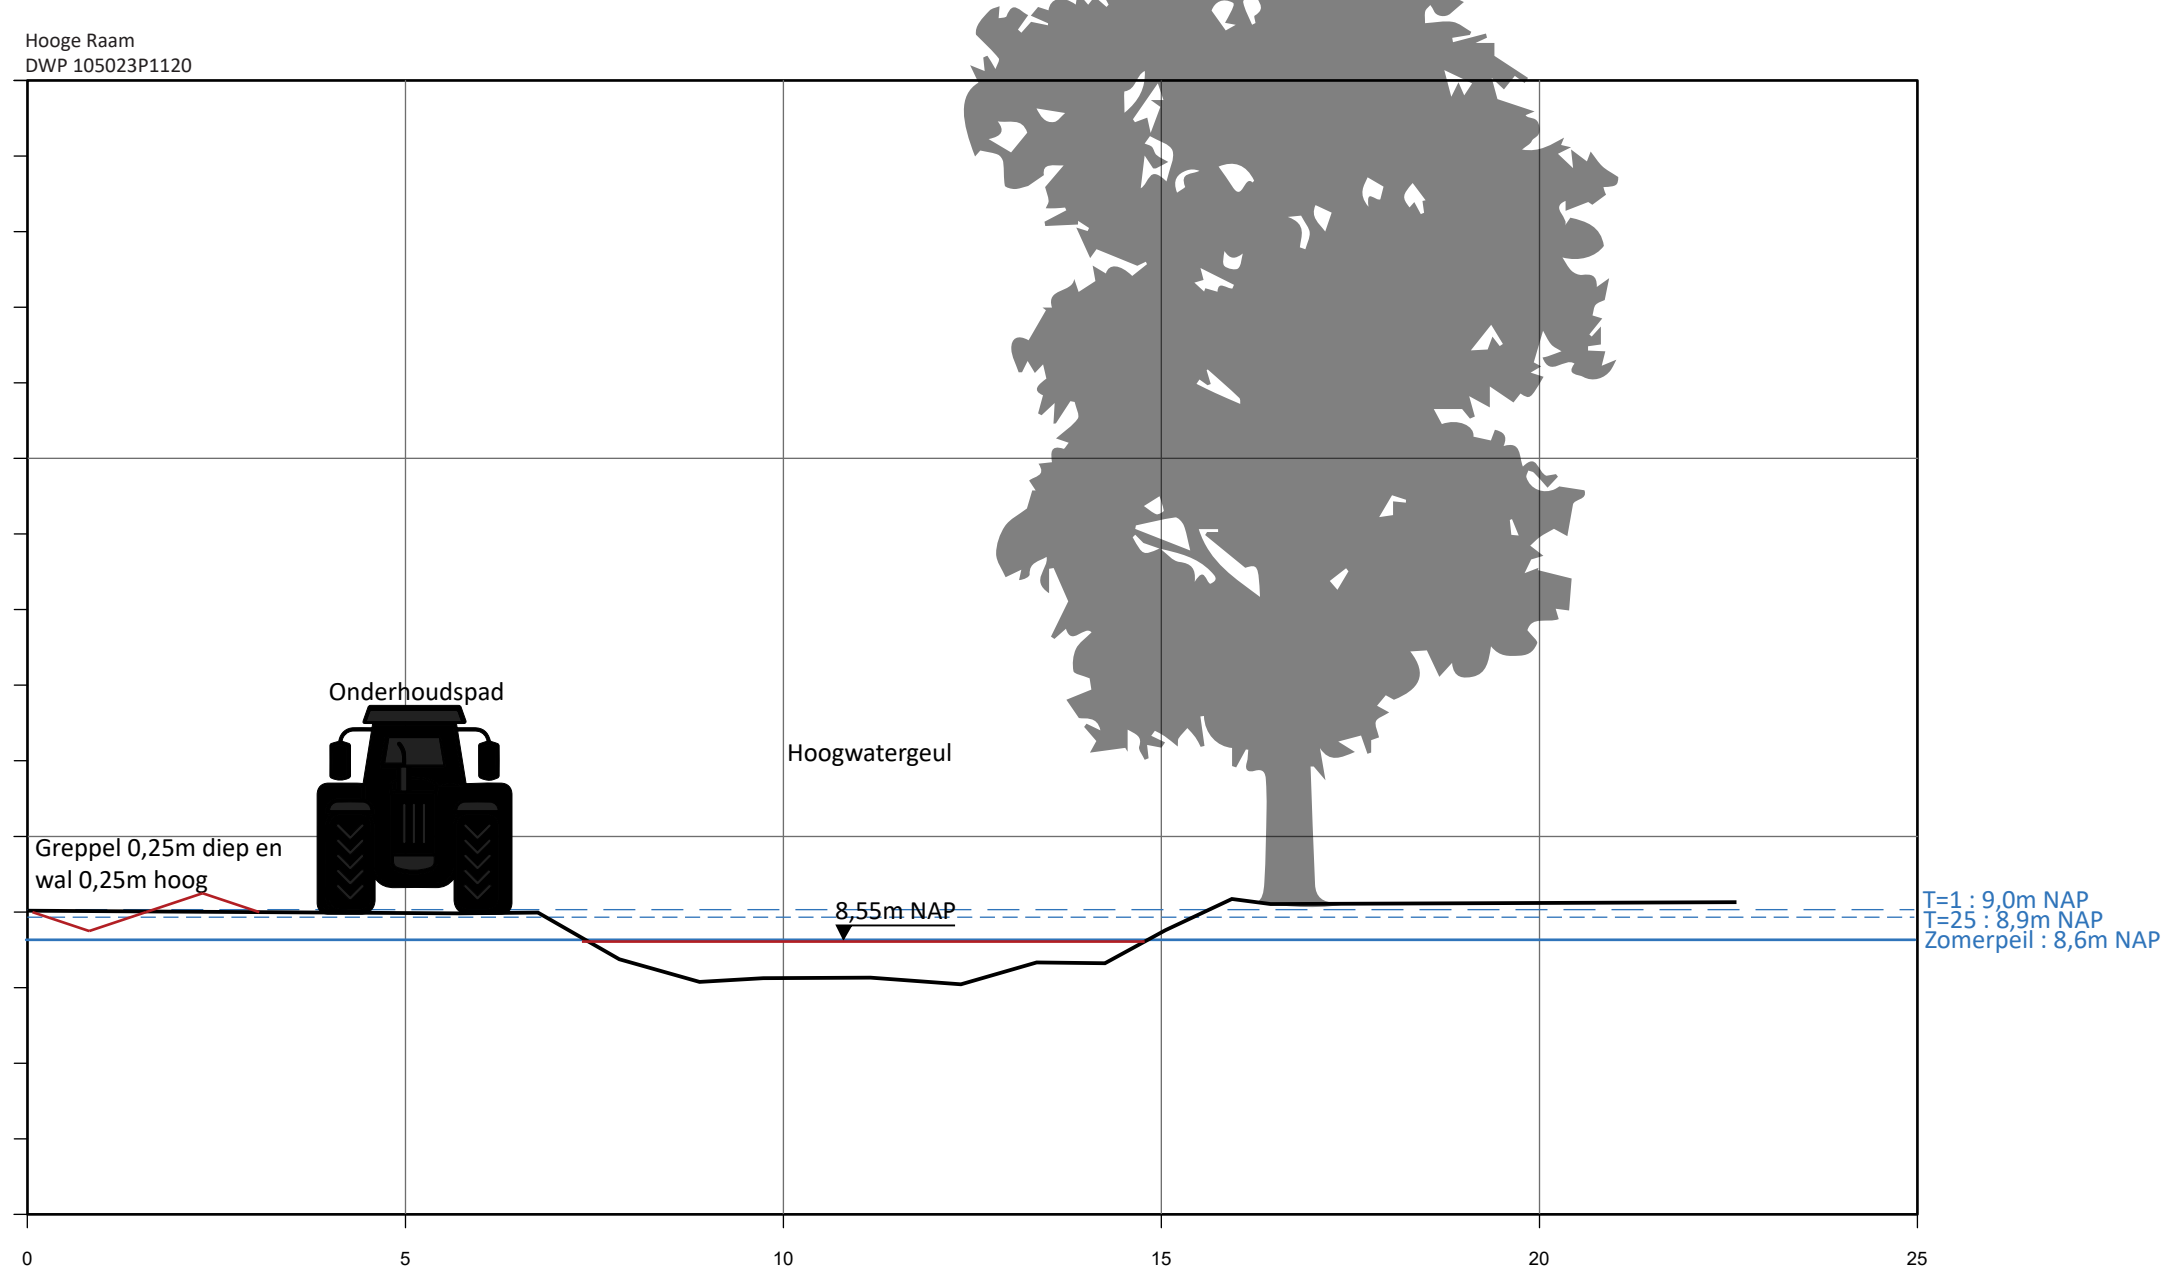 Hooge Raam
DWP 105023P1120
Onderhoudspad
Hoogwatergeul
Greppel 0,25m diep en
wal 0,25m hoog
8,55m NAP
T=1 : 9,0m NAP
T=25 : 8,9m NAP
Zomerpeil : 8,6m NAP
0 5 10 15 20 25